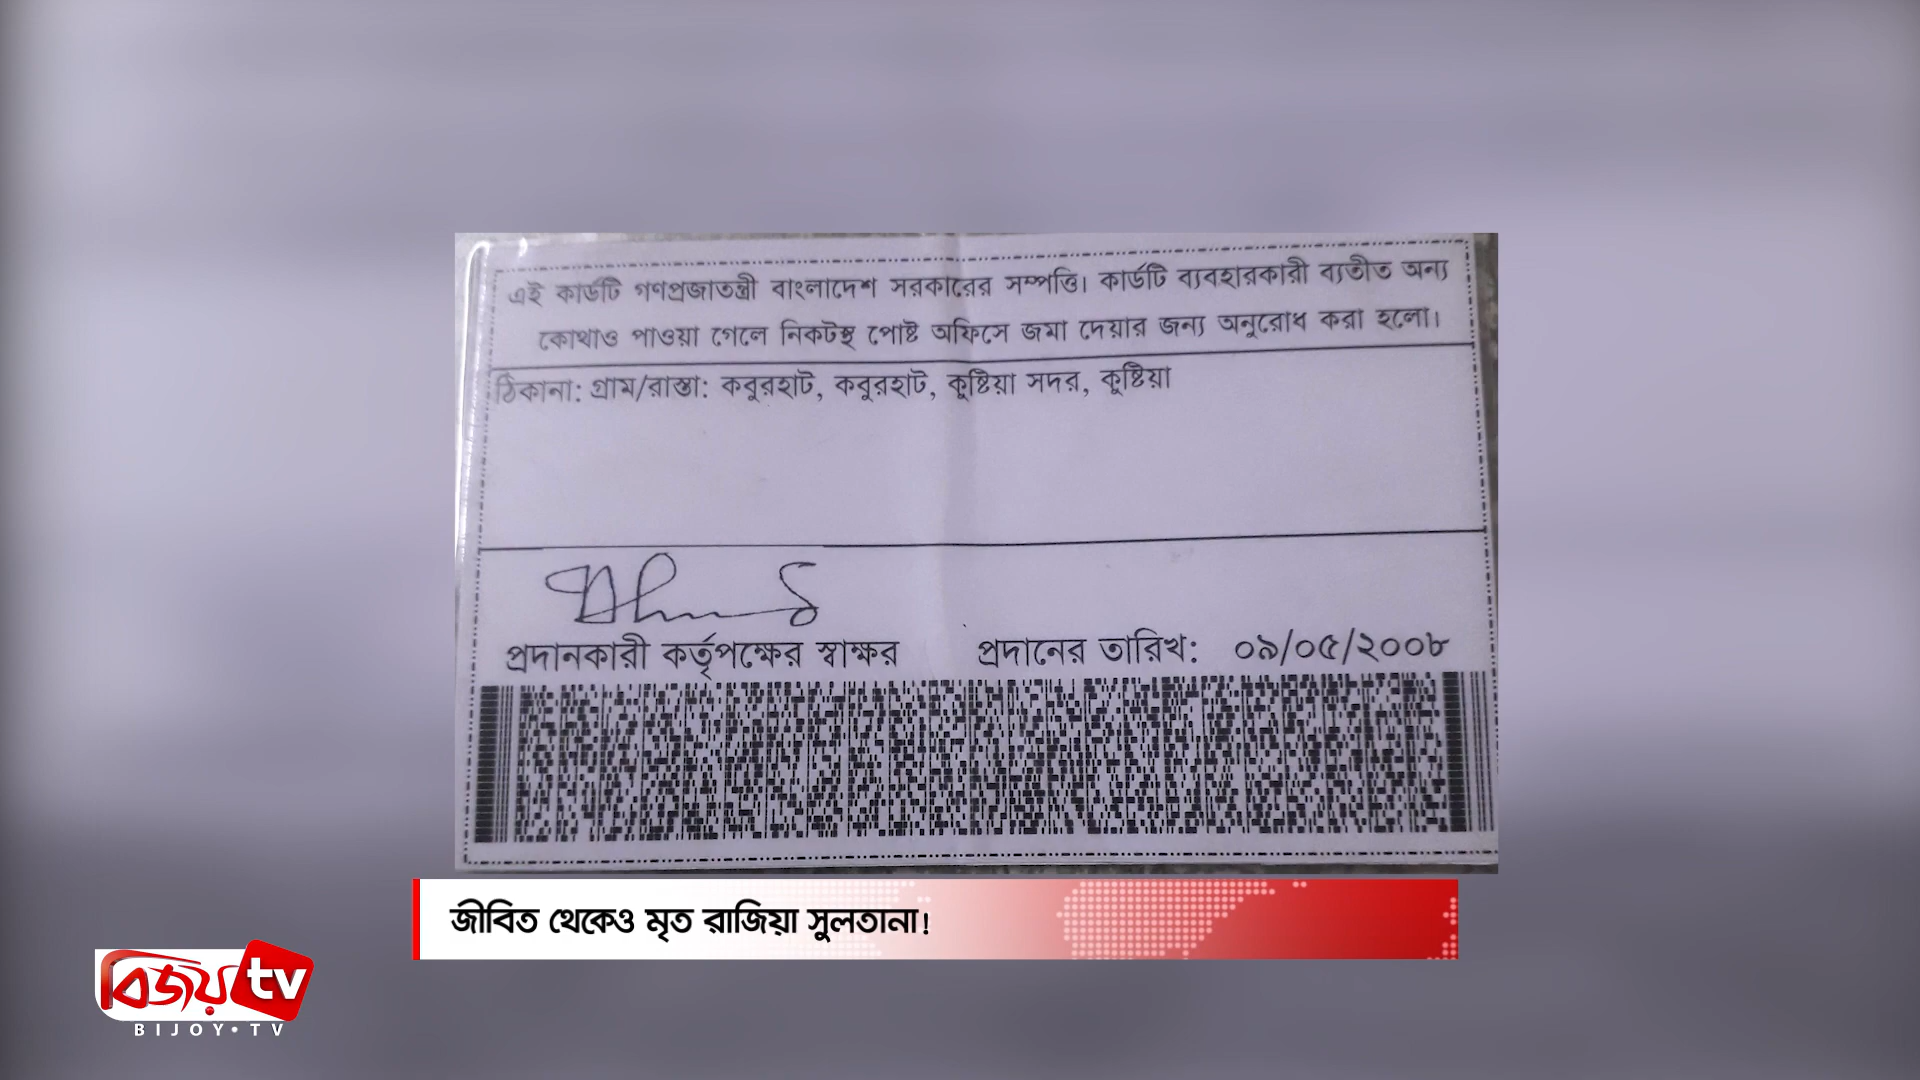 এই কার্ডটি গণপ্রজাতন্ত্রী বাংলাদেশ সরকারের সম্পত্তি। কার্ডটি ব্যবহারকারী ব্যতীত অন্য
কোথাও পাওয়া গেলে নিকটস্থ পোষ্ট অফিসে জমা দেয়ার জন্য অনুরোধ করা হলো।
ঠিকানা: গ্রাম/রাস্তা: কবুরহাট, কবুরহাট, কুষ্টিয়া সদর, কুষ্টিয়া
প্রদানকারী কর্তৃপক্ষের স্বাক্ষর প্রদানের তারিখ: ০৯/০৫/২০০৮
জীবিত থেকেও মৃত রাজিয়া সুলতানা!
বিজয় tv
BIJOY•TV